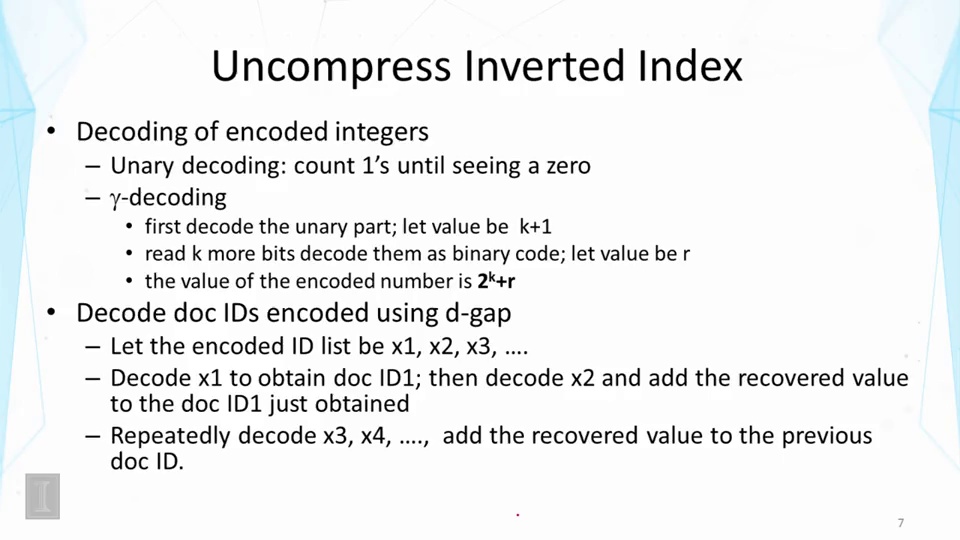 Uncompress Inverted Index
• Decoding of encoded integers
– Unary decoding: count 1’s until seeing a zero
– γ-decoding
• first decode the unary part; let value be k+1
• read k more bits decode them as binary code; let value be r
• the value of the encoded number is 2ᵏ+r
• Decode doc IDs encoded using d-gap
– Let the encoded ID list be x1, x2, x3, ….
– Decode x1 to obtain doc ID1; then decode x2 and add the recovered value
to the doc ID1 just obtained
– Repeatedly decode x3, x4, …., add the recovered value to the previous
doc ID.
I
7